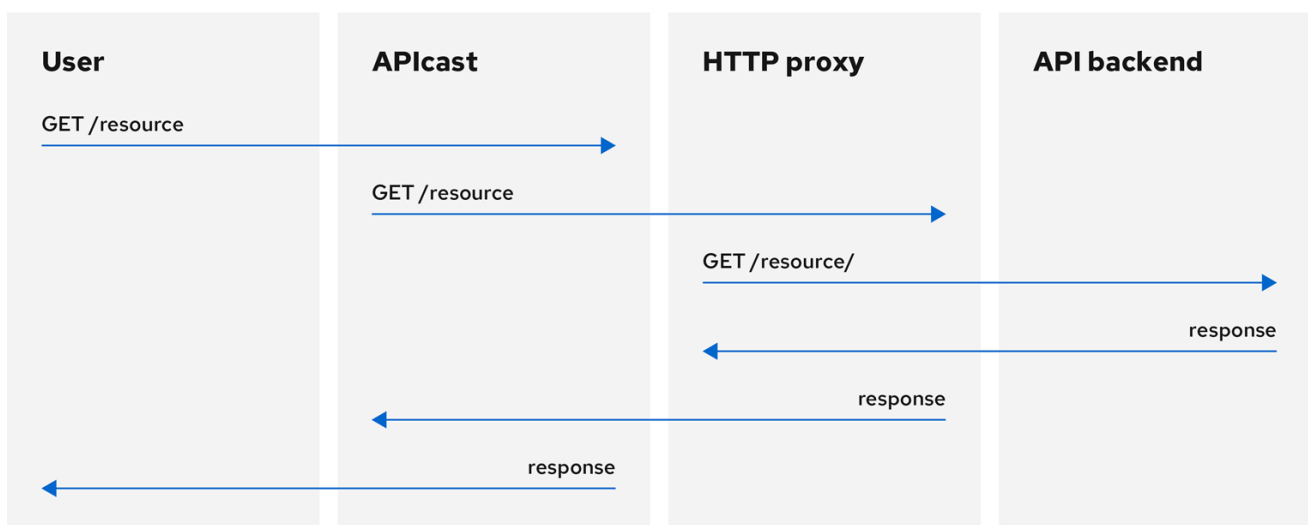 User
APIcast
HTTP proxy
API backend
GET /resource
GET /resource
GET /resource/
response
response
response